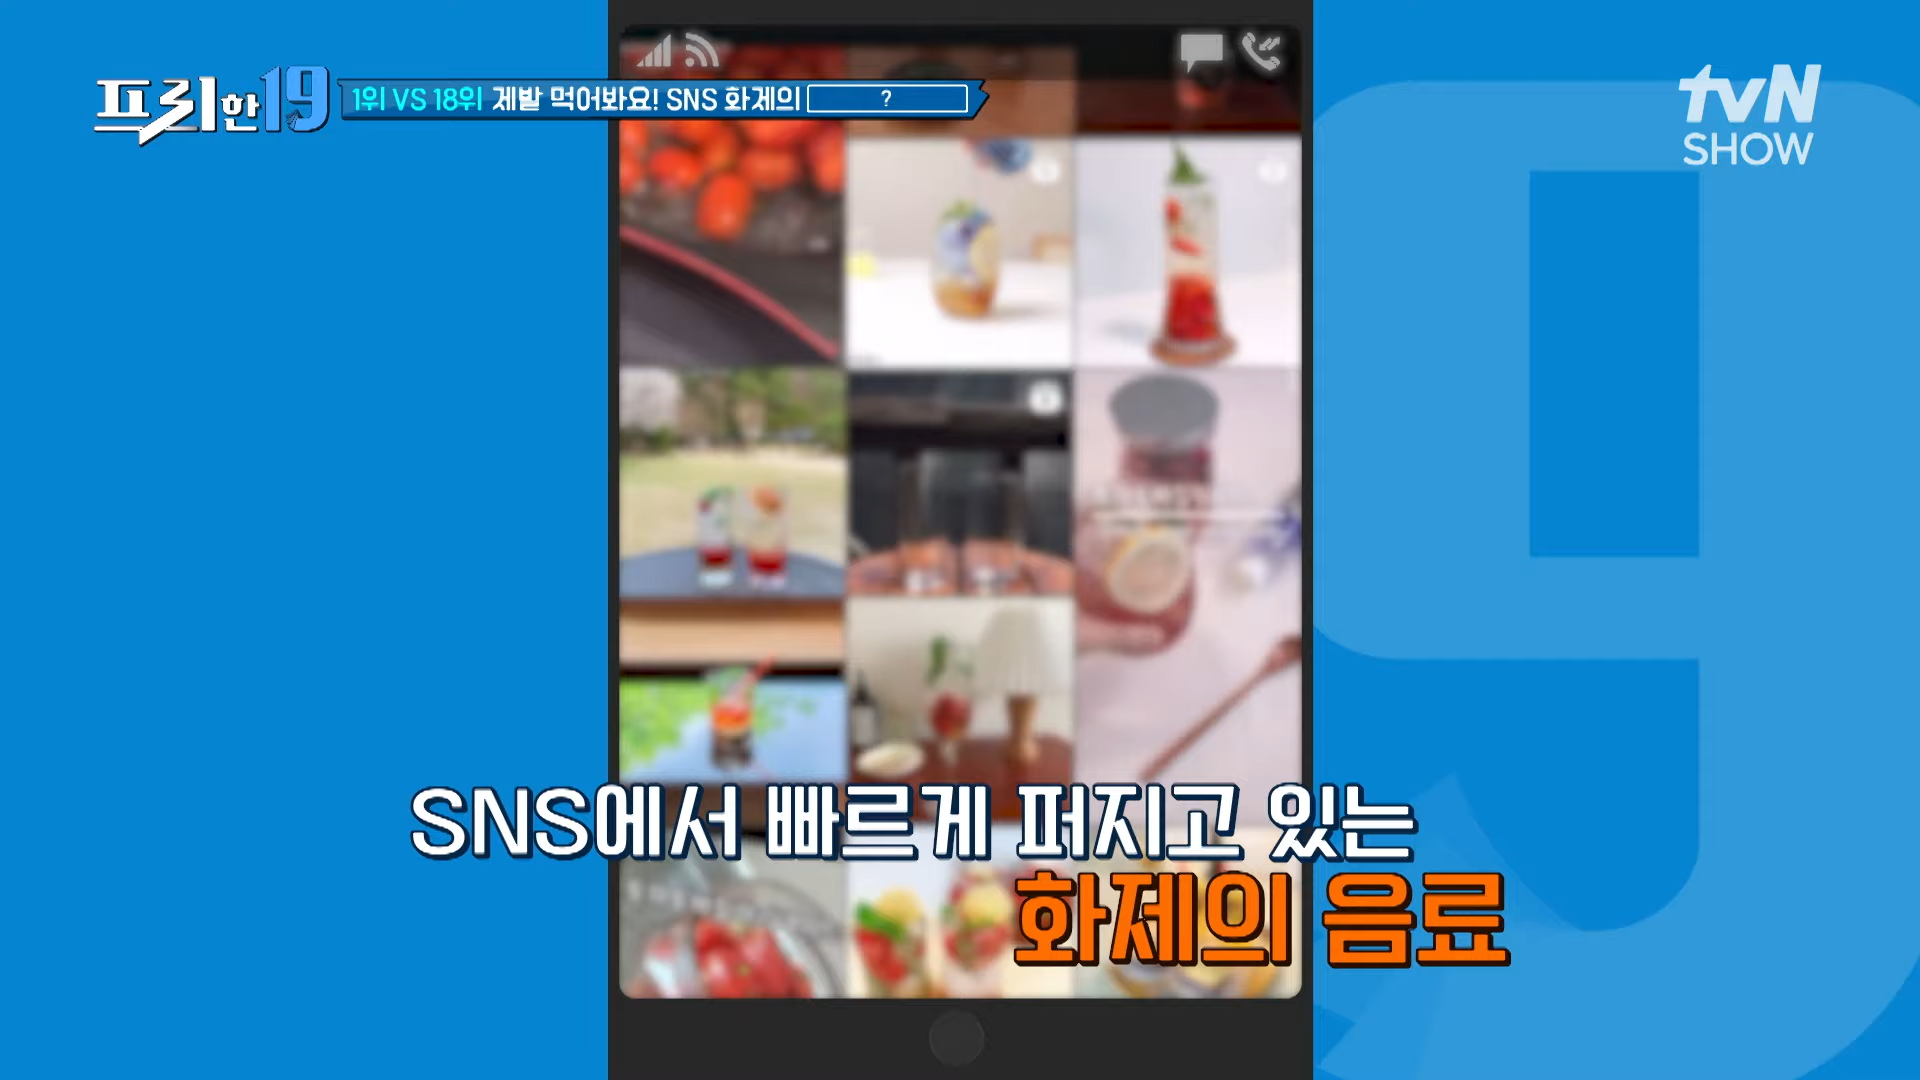 프리한19
1위 VS 18위 제발 먹어봐요! SNS 화제의 ?
tvN
SHOW
SNS에서 빠르게 퍼지고 있는
화제의 음료